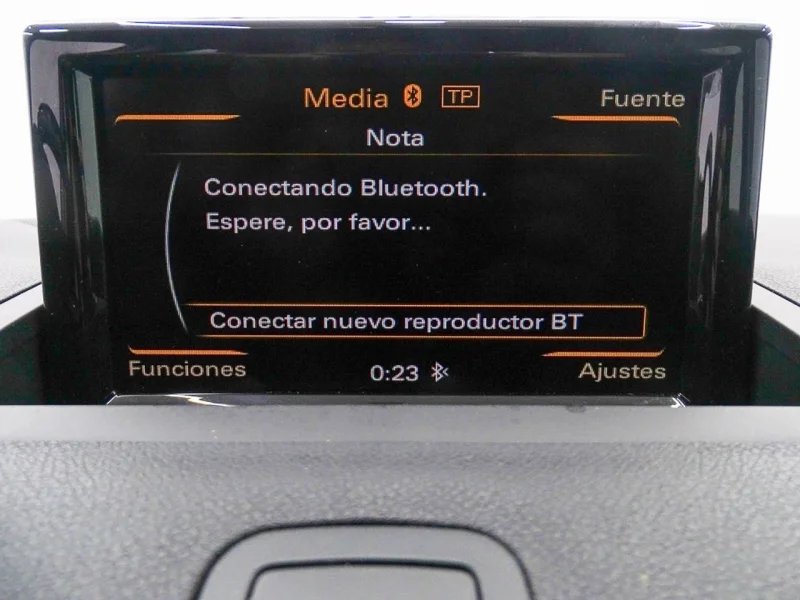 Media TP Fuente
Nota
Conectando Bluetooth.
Espere, por favor...
Conectar nuevo reproductor BT
Funciones 0:23 Ajustes